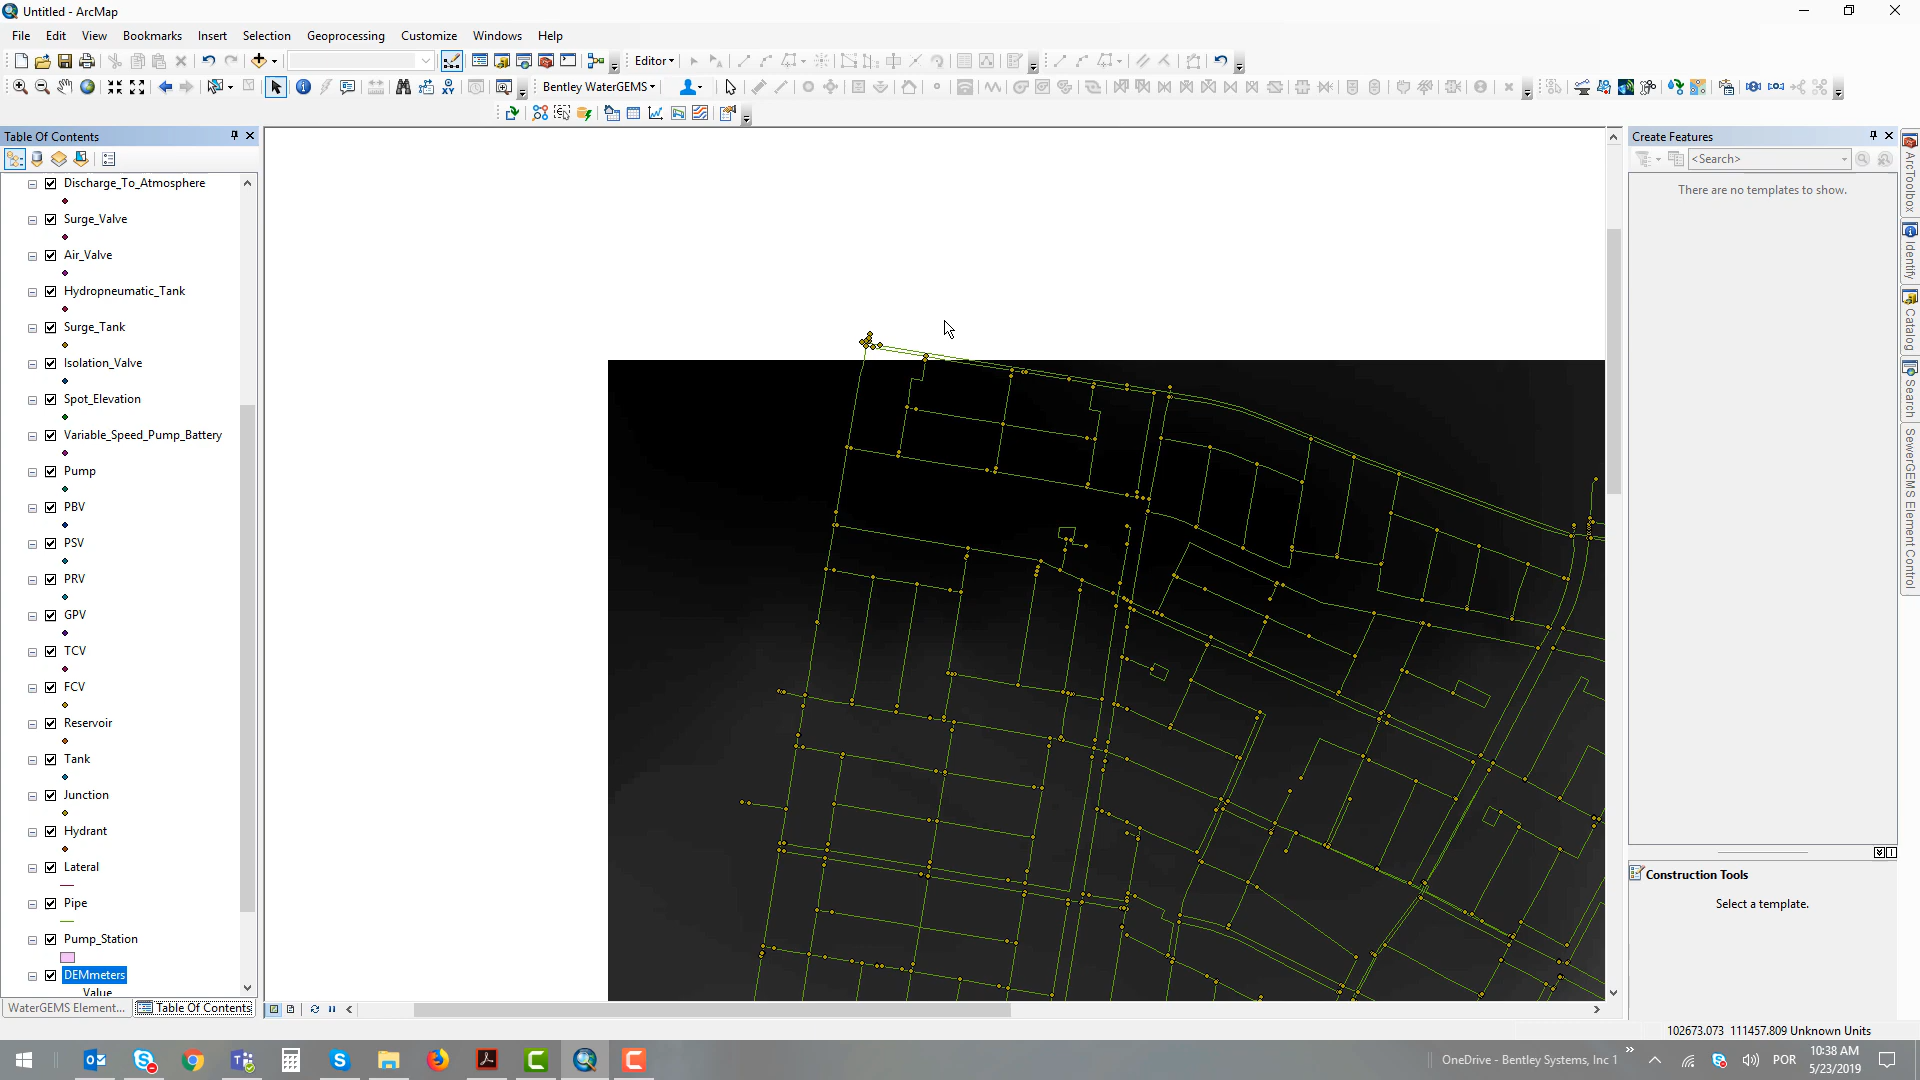 Untitled - ArcMap
File Edit View Bookmarks Insert Selection Geoprocessing Customize Windows Help
Editor
Bentley WaterGEMS
Table Of Contents
Discharge_To_Atmosphere
Surge_Valve
Air_Valve
Hydropneumatic_Tank
Surge_Tank
Isolation_Valve
Spot_Elevation
Variable_Speed_Pump_Battery
Pump
PBV
PSV
PRV
GPV
TCV
FCV
Reservoir
Tank
Junction
Hydrant
Lateral
Pipe
Pump_Station
DEMmeters
Value
WaterGEMS Element... Table Of Contents
Create Features
<Search>
There are no templates to show.
Construction Tools
Select a template.
ArcToolbox
Identify
Catalog
Search
SewerGEMS Element Control
102673.073 111457.809 Unknown Units
OneDrive - Bentley Systems, Inc 1
POR
10:38 AM
5/23/2019